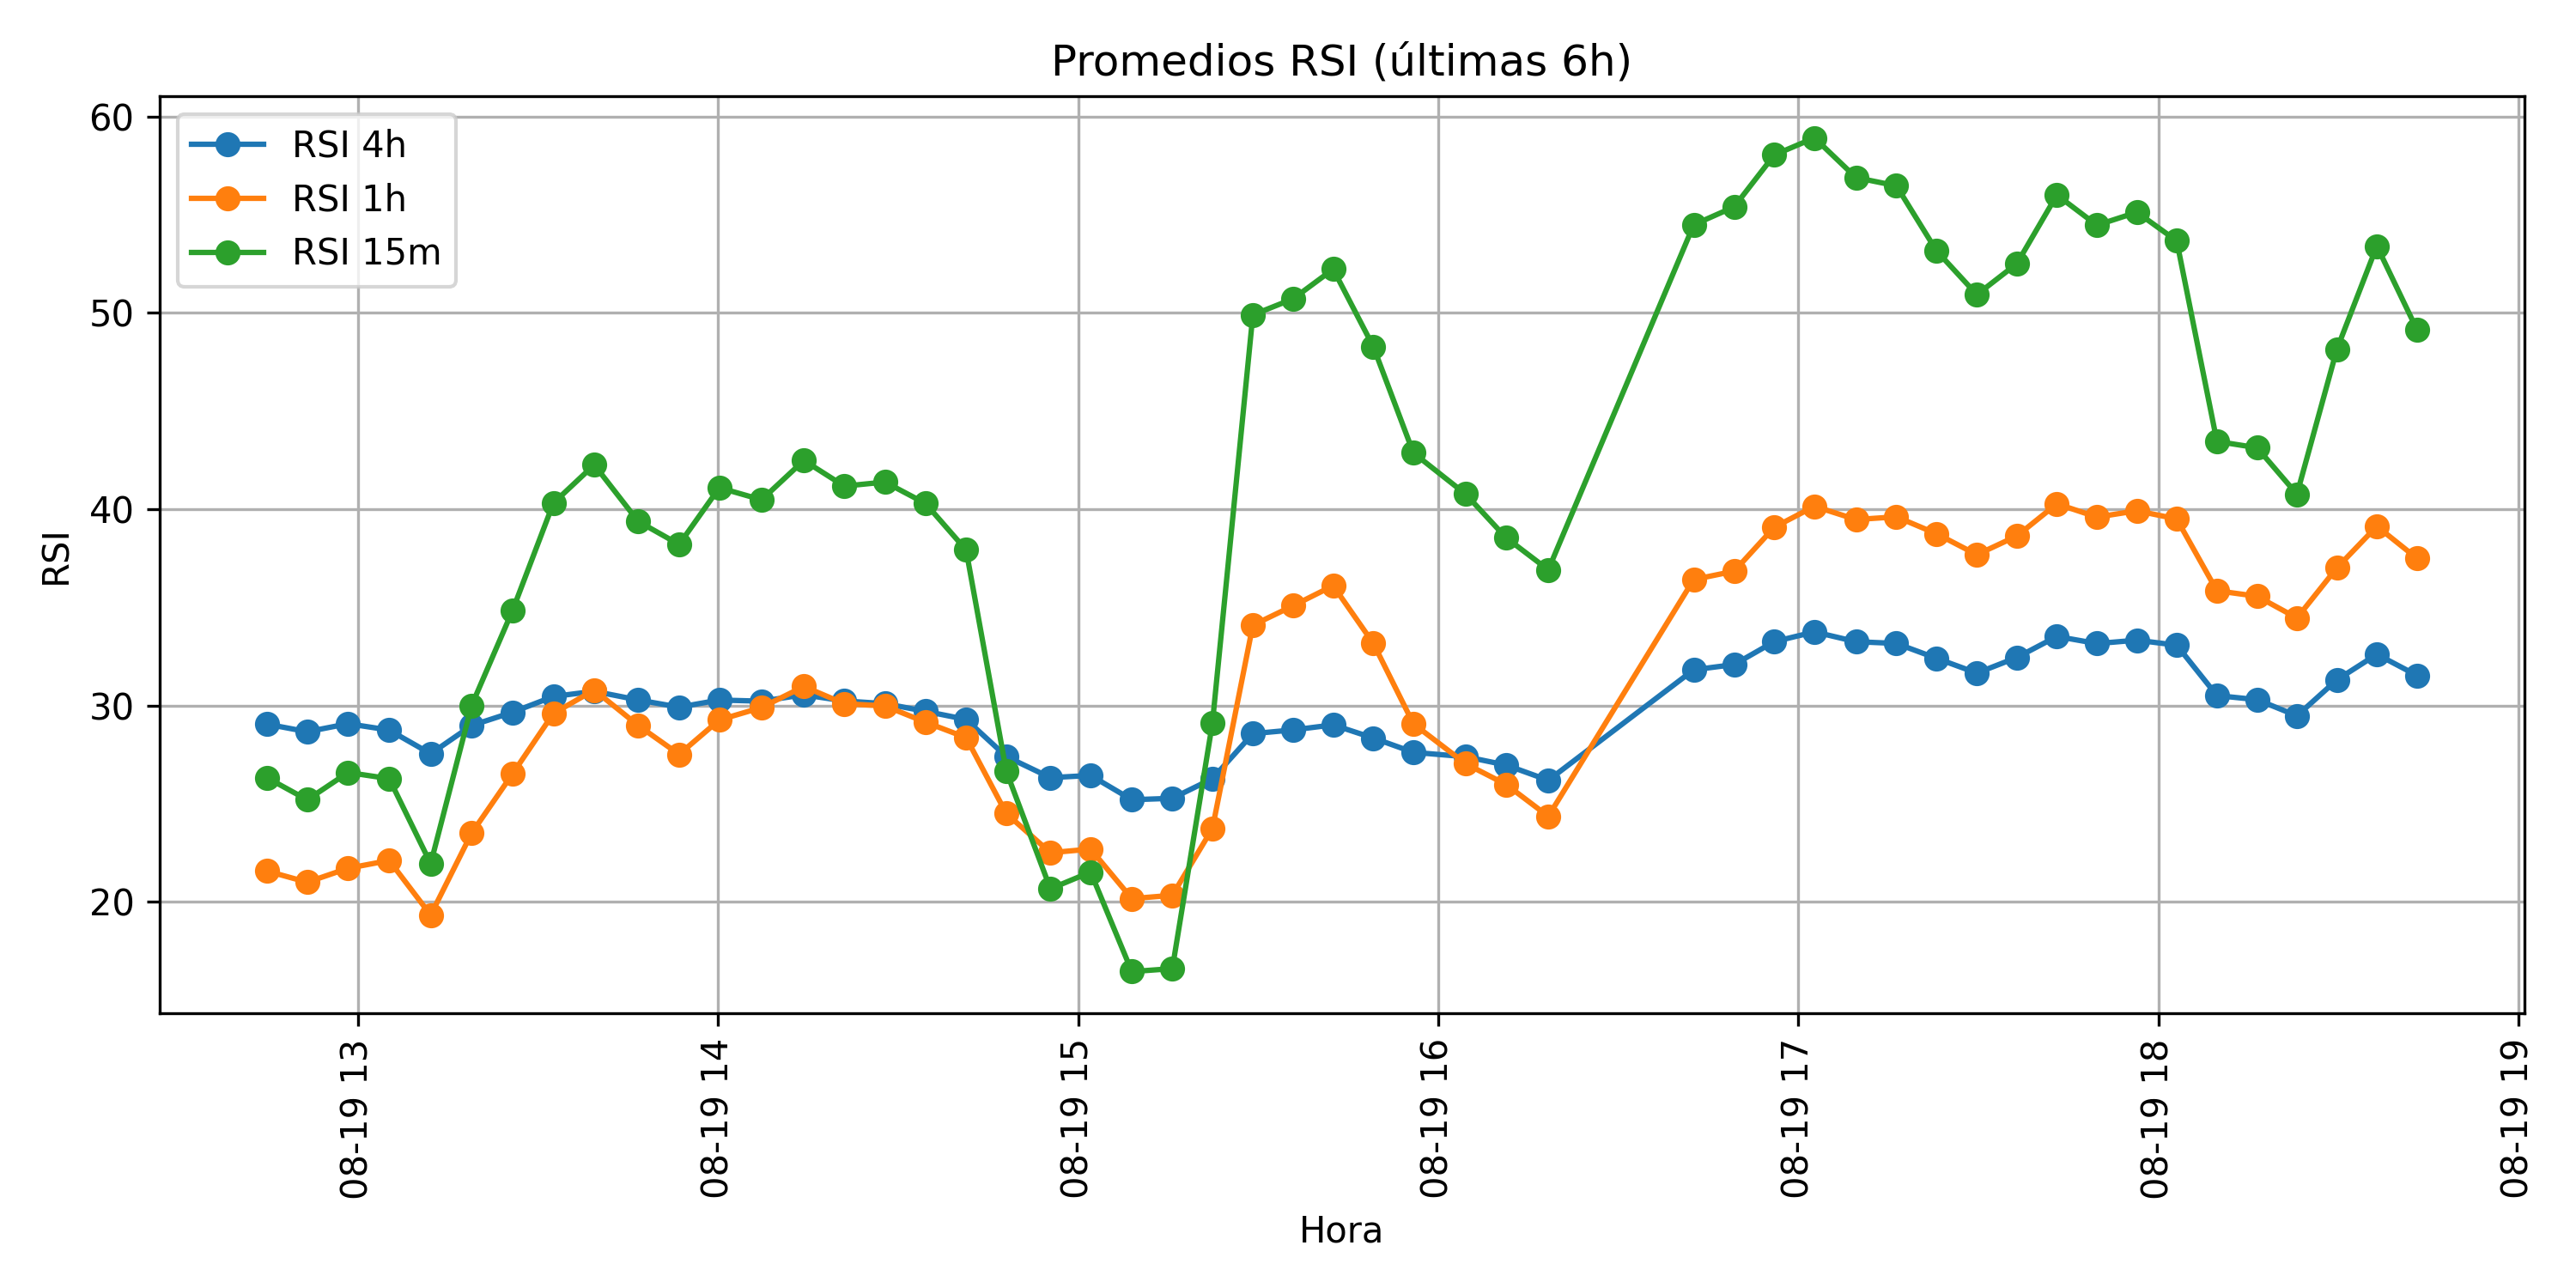 Promedios RSI (últimas 6h)
RSI 4h
RSI 1h
RSI 15m
60
50
40
30
20
RSI
08-19 13
08-19 14
08-19 15
08-19 16
08-19 17
08-19 18
08-19 19
Hora